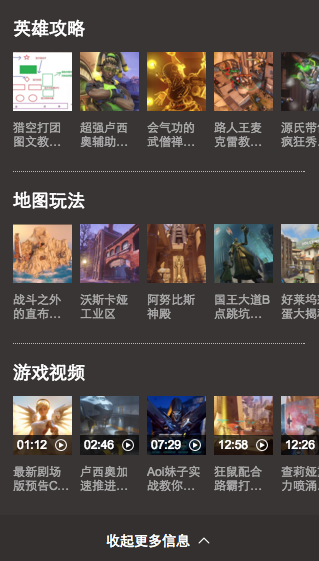 英雄攻略
猎空打团 超强卢西 会气功的 路人王麦 源氏带
图文教... 奥辅助... 武僧禅... 克雷教... 疯狂秀
地图玩法
战斗之外 沃斯卡娅 阿努比斯 国王大道B 好莱坞
的直布... 工业区 神殿 点跳坑... 蛋大揭
游戏视频
01:12 02:46 07:29 12:58 12:26
最新剧场 卢西奥加 Aoi妹子实 狂鼠配合 查莉娅
版预告C... 速推进... 战教你... 路霸打... 力喷涌
收起更多信息